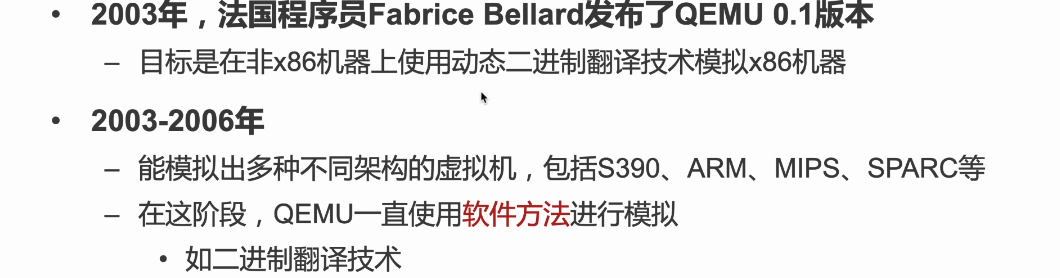 • 2003年，法国程序员Fabrice Bellard发布了QEMU 0.1版本
– 目标是在非x86机器上使用动态二进制翻译技术模拟x86机器
• 2003-2006年
– 能模拟出多种不同架构的虚拟机，包括S390、ARM、MIPS、SPARC等
– 在这阶段，QEMU一直使用软件方法进行模拟
• 如二进制翻译技术